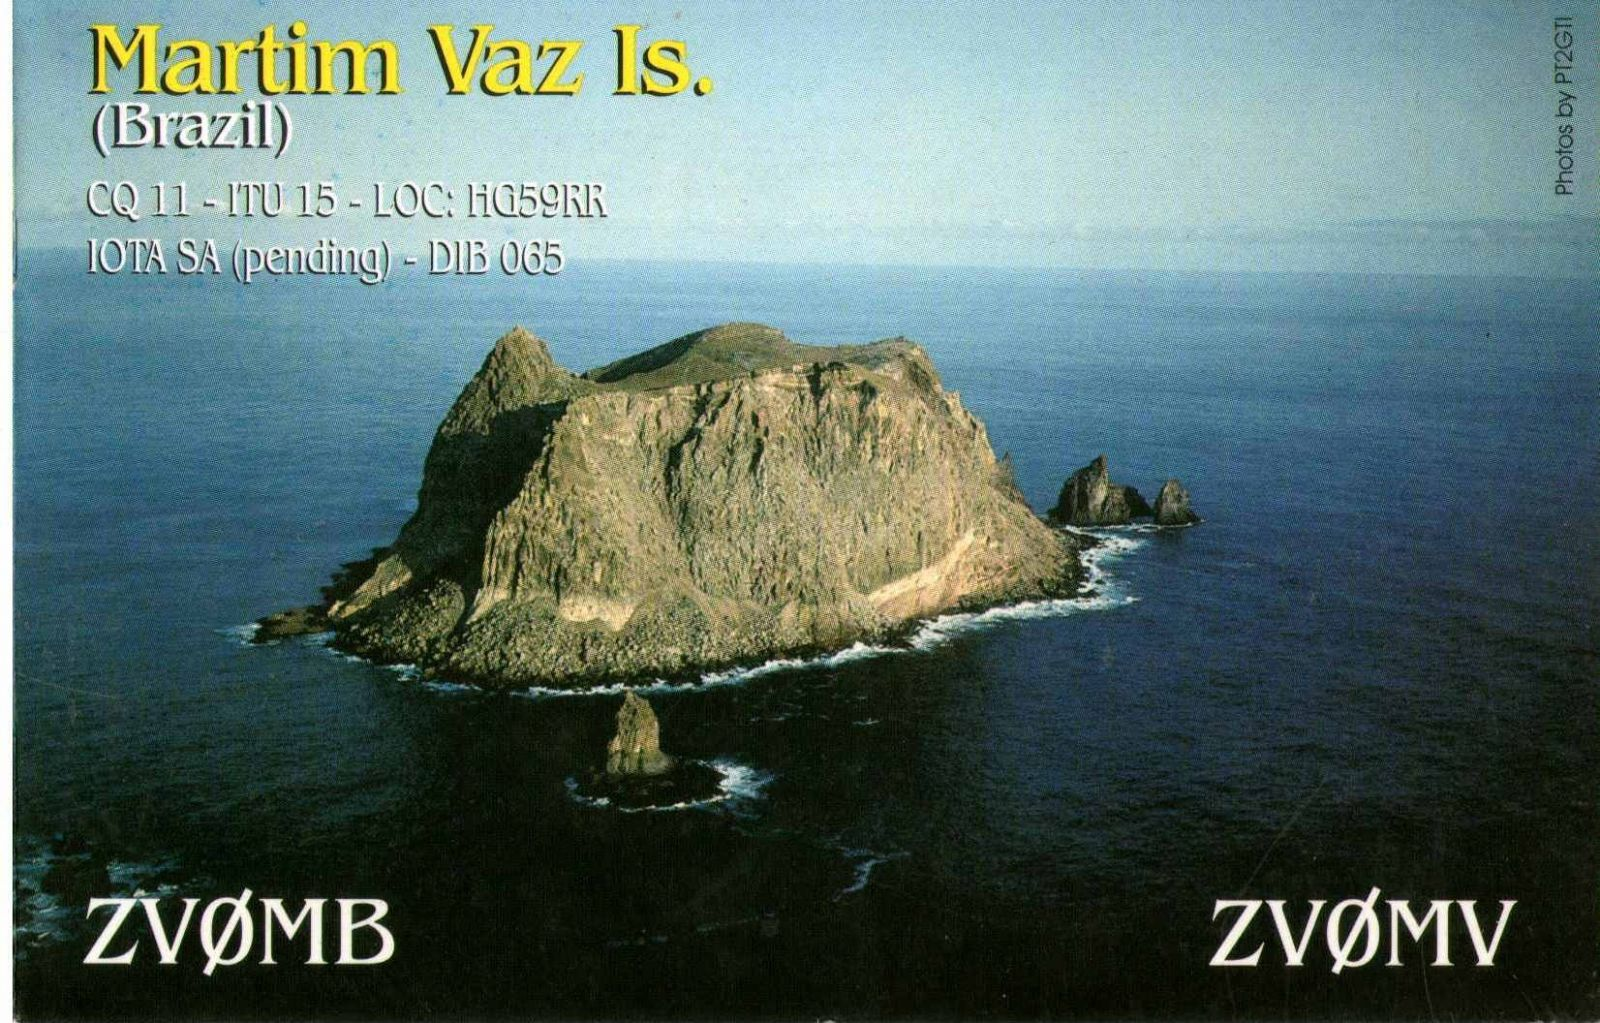 Martim Vaz Is.
(Brazil)
CQ 11 - ITU 15 - LOC: HG59RR
IOTA SA (pending) - DIB 065
Photos by PT2GTI
ZVØMB
ZVØMV